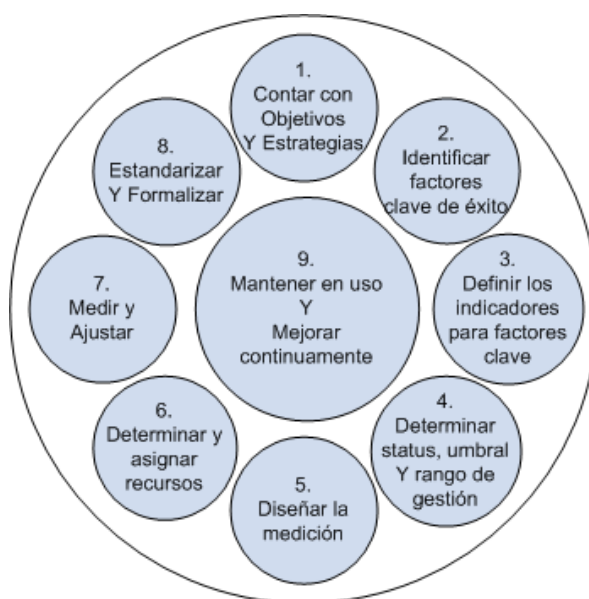 1.
Contar con
Objetivos
Y Estrategias
2.
Identificar
factores
clave de éxito
3.
Definir los
indicadores
para factores
clave
4.
Determinar
status, umbral
Y rango de
gestión
5.
Diseñar la
medición
6.
Determinar y
asignar
recursos
7.
Medir y
Ajustar
8.
Estandarizar
Y Formalizar
9.
Mantener en uso
Y
Mejorar
continuamente